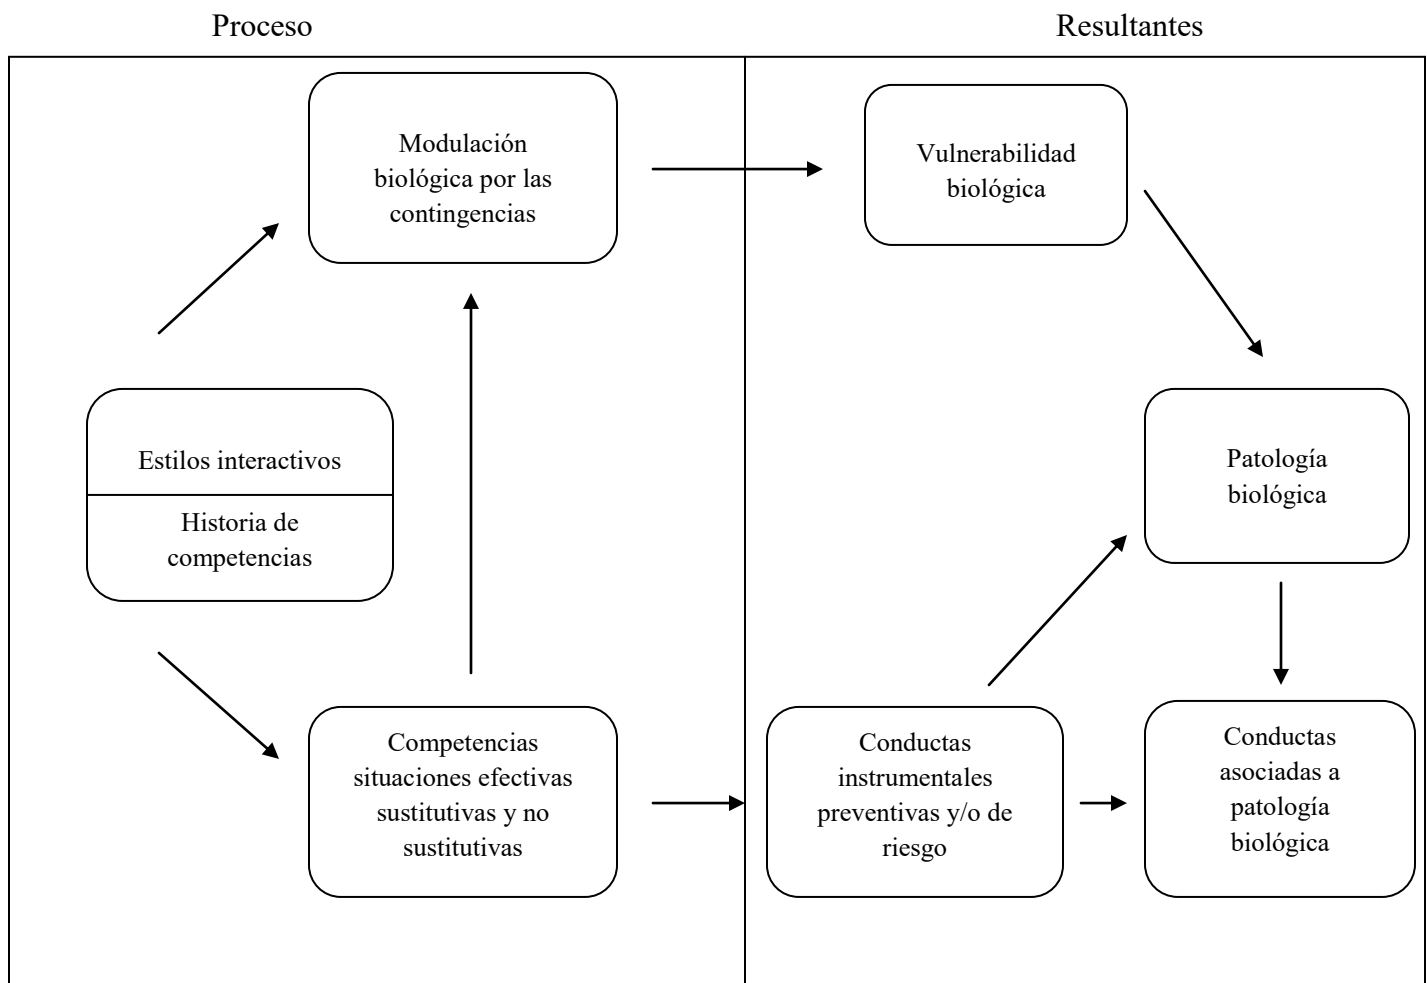 Proceso
Resultantes
Modulación
biológica por las
contingencias
Vulnerabilidad
biológica
Estilos interactivos
Historia de
competencias
Patología
biológica
Competencias
situaciones efectivas
sustitutivas y no
sustitutivas
Conductas
instrumentales
preventivas y/o de
riesgo
Conductas
asociadas a
patología
biológica